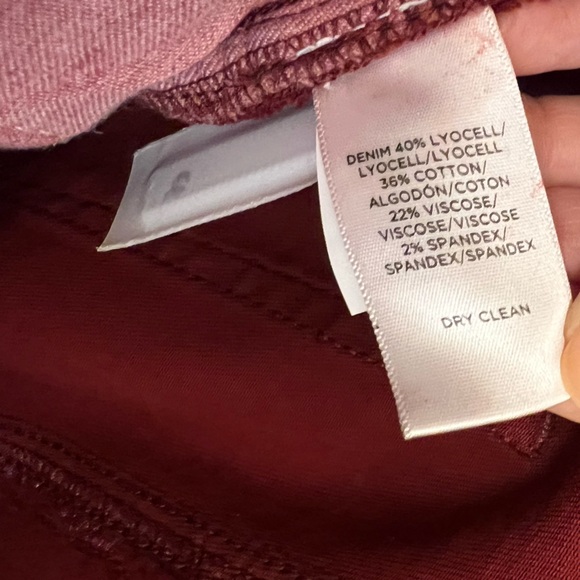 DENIM 40% LYOCELL/
LYOCELL/LYOCELL
36% COTTON/
ALGODÓN/COTON
22% VISCOSE/
VISCOSE/VISCOSE
2% SPANDEX/
SPANDEX/SPANDEX
DRY CLEAN